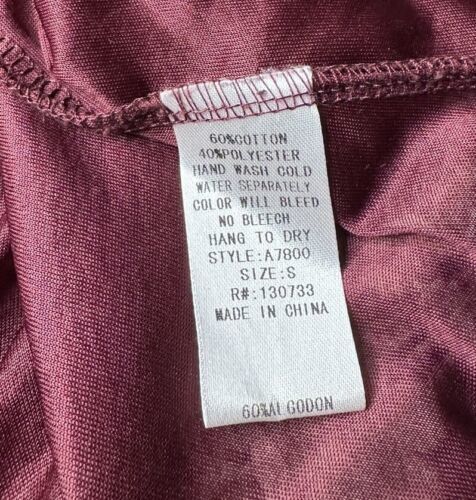 60%COTTON
40%POLYESTER
HAND WASH COLD
WATER SEPARATELY
COLOR WILL BLEED
NO BLEECH
HANG TO DRY
STYLE:A7800
SIZE:S
R#:130733
MADE IN CHINA
60%ALGODON